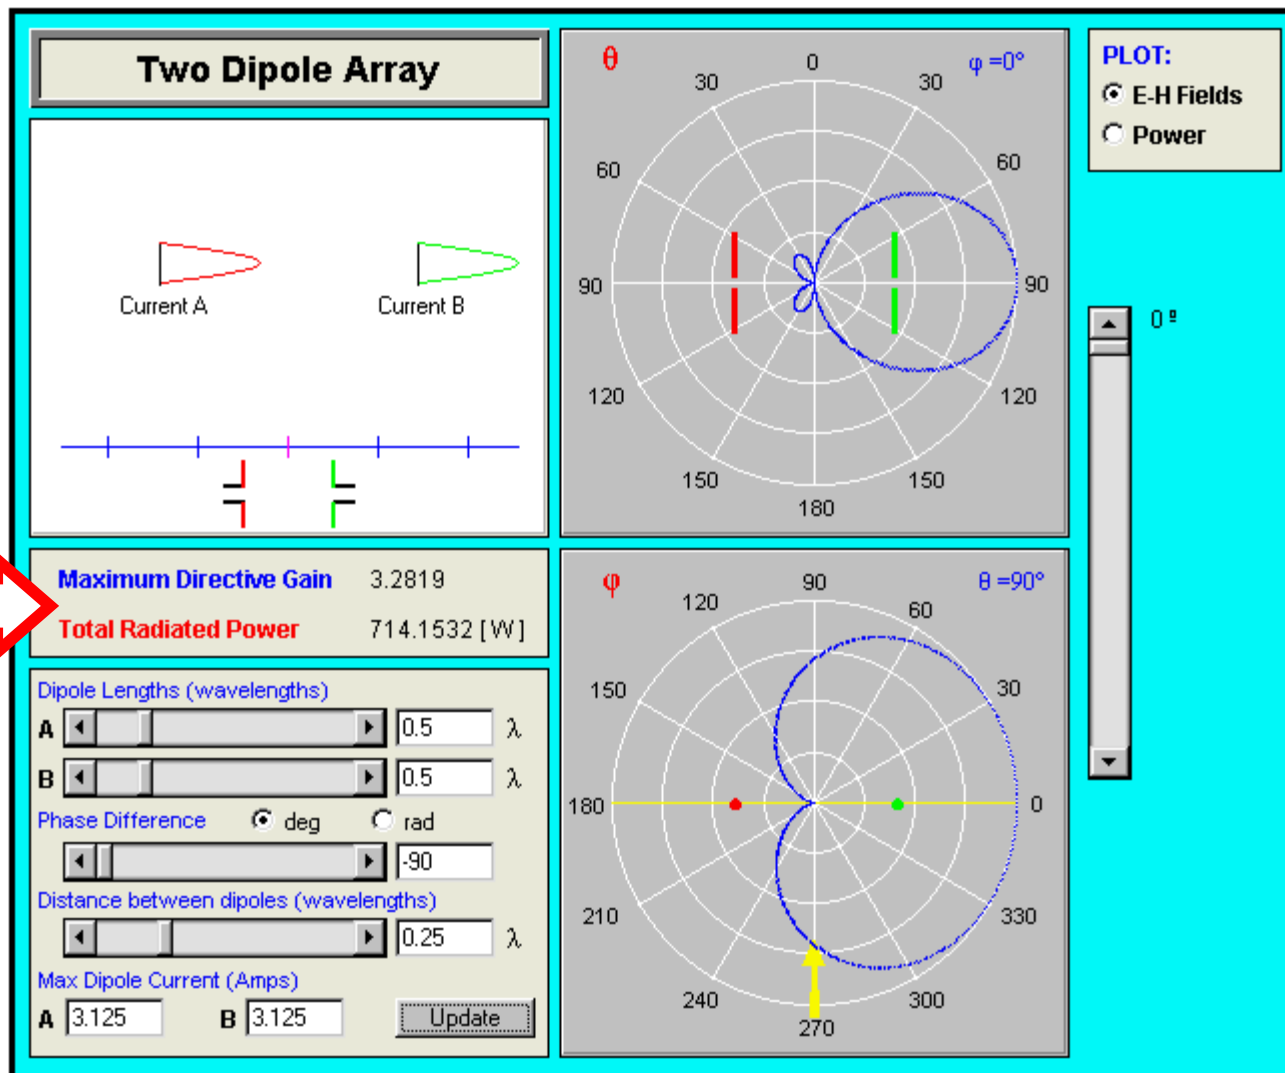 Two Dipole Array
Current A
Current B
Maximum Directive Gain 3.2819
Total Radiated Power 714.1532 [W]
Dipole Lengths (wavelengths)
A 0.5 λ
B 0.5 λ
Phase Difference deg rad
-90
Distance between dipoles (wavelengths)
0.25 λ
Max Dipole Current (Amps)
A 3.125 B 3.125 Update
θ 0 φ =0°
30 30
60 60
90 90
120 120
150 150
180
φ 90 θ =90°
120 60
150 30
180 0
210 330
240 300
270
PLOT:
E-H Fields
Power
0 º